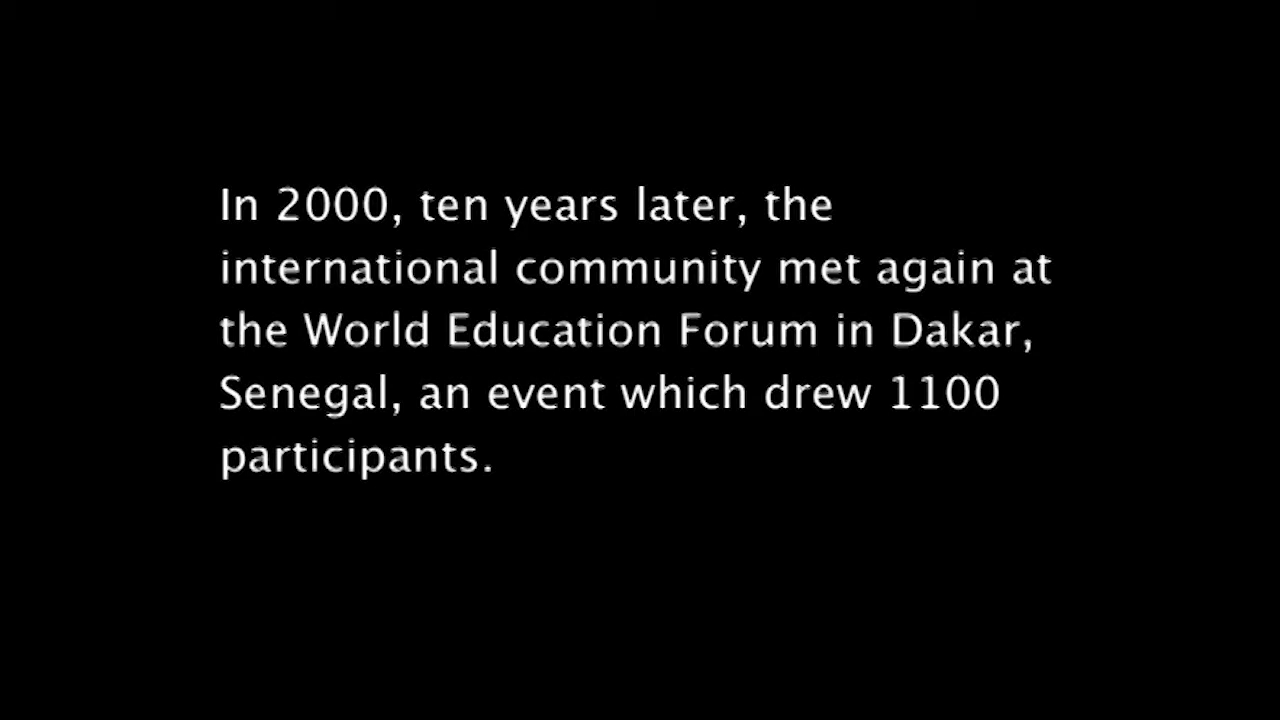 In 2000, ten years later, the
international community met again at
the World Education Forum in Dakar,
Senegal, an event which drew 1100
participants.